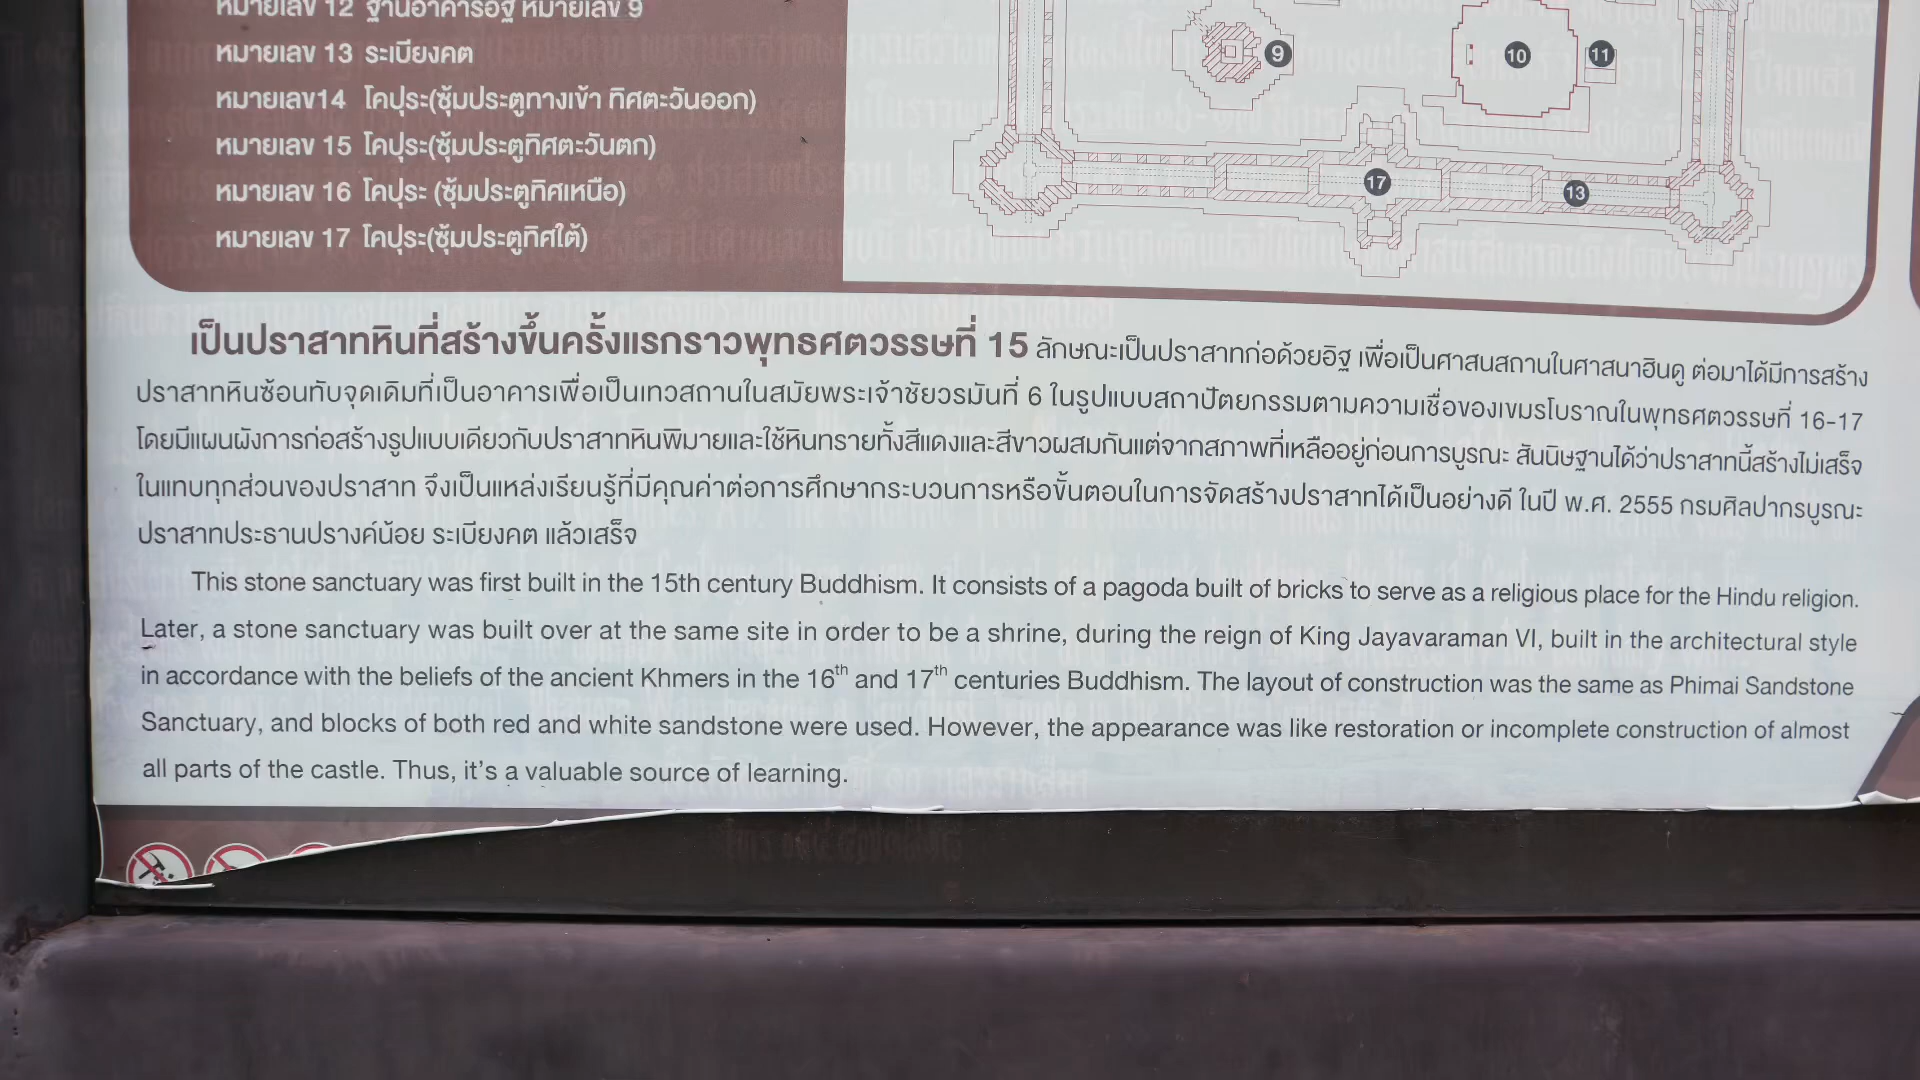 หมายเลข 12 ฐานอาคารอิฐ หมายเลข 9
หมายเลข 13 ระเบียงคต
หมายเลข14 โคปุระ(ซุ้มประตูทางเข้า ทิศตะวันออก)
หมายเลข 15 โคปุระ(ซุ้มประตูทิศตะวันตก)
หมายเลข 16 โคปุระ (ซุ้มประตูทิศเหนือ)
หมายเลข 17 โคปุระ(ซุ้มประตูทิศใต้)
9 10 11
17 13
เป็นปราสาทหินที่สร้างขึ้นครั้งแรกราวพุทธศตวรรษที่ 15 ลักษณะเป็นปราสาทก่อด้วยอิฐ เพื่อเป็นศาสนสถานในศาสนาฮินดู ต่อมาได้มีการสร้าง
ปราสาทหินซ้อนทับจุดเดิมที่เป็นอาคารเพื่อเป็นเทวสถานในสมัยพระเจ้าชัยวรมันที่ 6 ในรูปแบบสถาปัตยกรรมตามความเชื่อของเขมรโบราณในพุทธศตวรรษที่ 16-17
โดยมีแผนผังการก่อสร้างรูปแบบเดียวกับปราสาทหินพิมายและใช้หินทรายทั้งสีแดงและสีขาวผสมกันแต่จากสภาพที่เหลืออยู่ก่อนการบูรณะ สันนิษฐานได้ว่าปราสาทนี้สร้างไม่เสร็จ
ในแทบทุกส่วนของปราสาท จึงเป็นแหล่งเรียนรู้ที่มีคุณค่าต่อการศึกษากระบวนการหรือขั้นตอนในการจัดสร้างปราสาทได้เป็นอย่างดี ในปี พ.ศ. 2555 กรมศิลปากรบูรณะ
ปราสาทประธานปรางค์น้อย ระเบียงคต แล้วเสร็จ
This stone sanctuary was first built in the 15th century Buddhism. It consists of a pagoda built of bricks to serve as a religious place for the Hindu religion.
Later, a stone sanctuary was built over at the same site in order to be a shrine, during the reign of King Jayavaraman VI, built in the architectural style
in accordance with the beliefs of the ancient Khmers in the 16th and 17th centuries Buddhism. The layout of construction was the same as Phimai Sandstone
Sanctuary, and blocks of both red and white sandstone were used. However, the appearance was like restoration or incomplete construction of almost
all parts of the castle. Thus, it's a valuable source of learning.